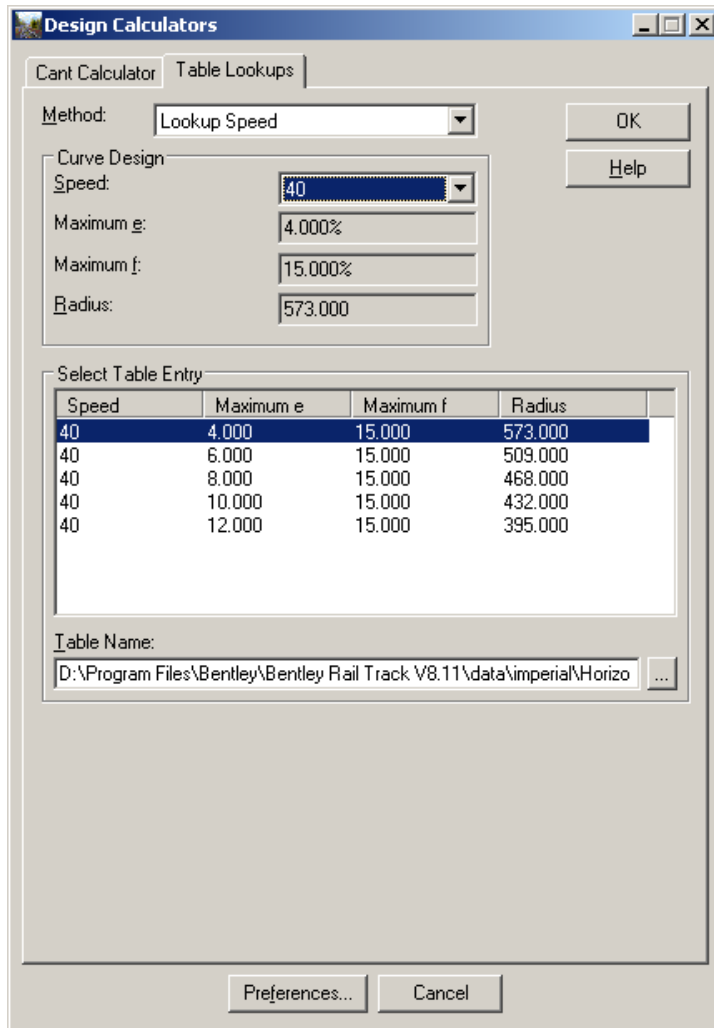 Design Calculators
Cant Calculator Table Lookups
Method: Lookup Speed OK
Curve Design Help
Speed: 40
Maximum e: 4.000%
Maximum f: 15.000%
Radius: 573.000
Select Table Entry
Speed Maximum e Maximum f Radius
40 4.000 15.000 573.000
40 6.000 15.000 509.000
40 8.000 15.000 468.000
40 10.000 15.000 432.000
40 12.000 15.000 395.000
Table Name:
D:\Program Files\Bentley\Bentley Rail Track V8.11\data\imperial\Horizo ...
Preferences... Cancel